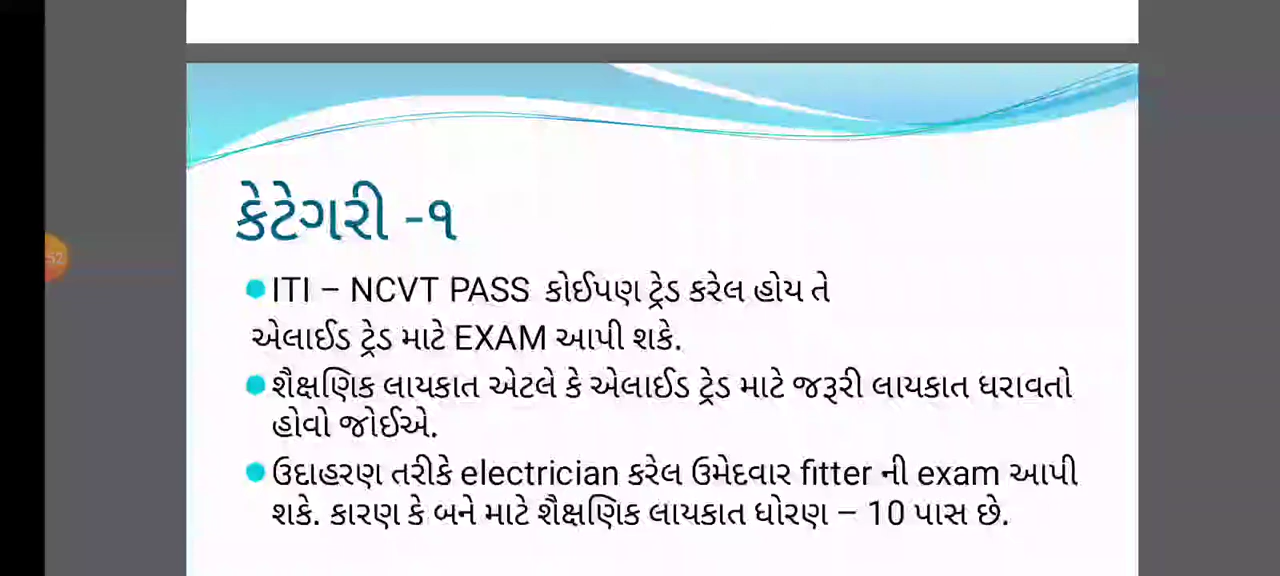 52
કેટેગરી -૧
ITI – NCVT PASS કોઈપણ ટ્રેડ કરેલ હોય તે
એલાઈડ ટ્રેડ માટે EXAM આપી શકે.
શૈક્ષણિક લાયકાત એટલે કે એલાઈડ ટ્રેડ માટે જરૂરી લાયકાત ધરાવતો
હોવો જોઈએ.
ઉદાહરણ તરીકે electrician કરેલ ઉમેદવાર fitter ની exam આપી
શકે. કારણ કે બને માટે શૈક્ષણિક લાયકાત ધોરણ – 10 પાસ છે.